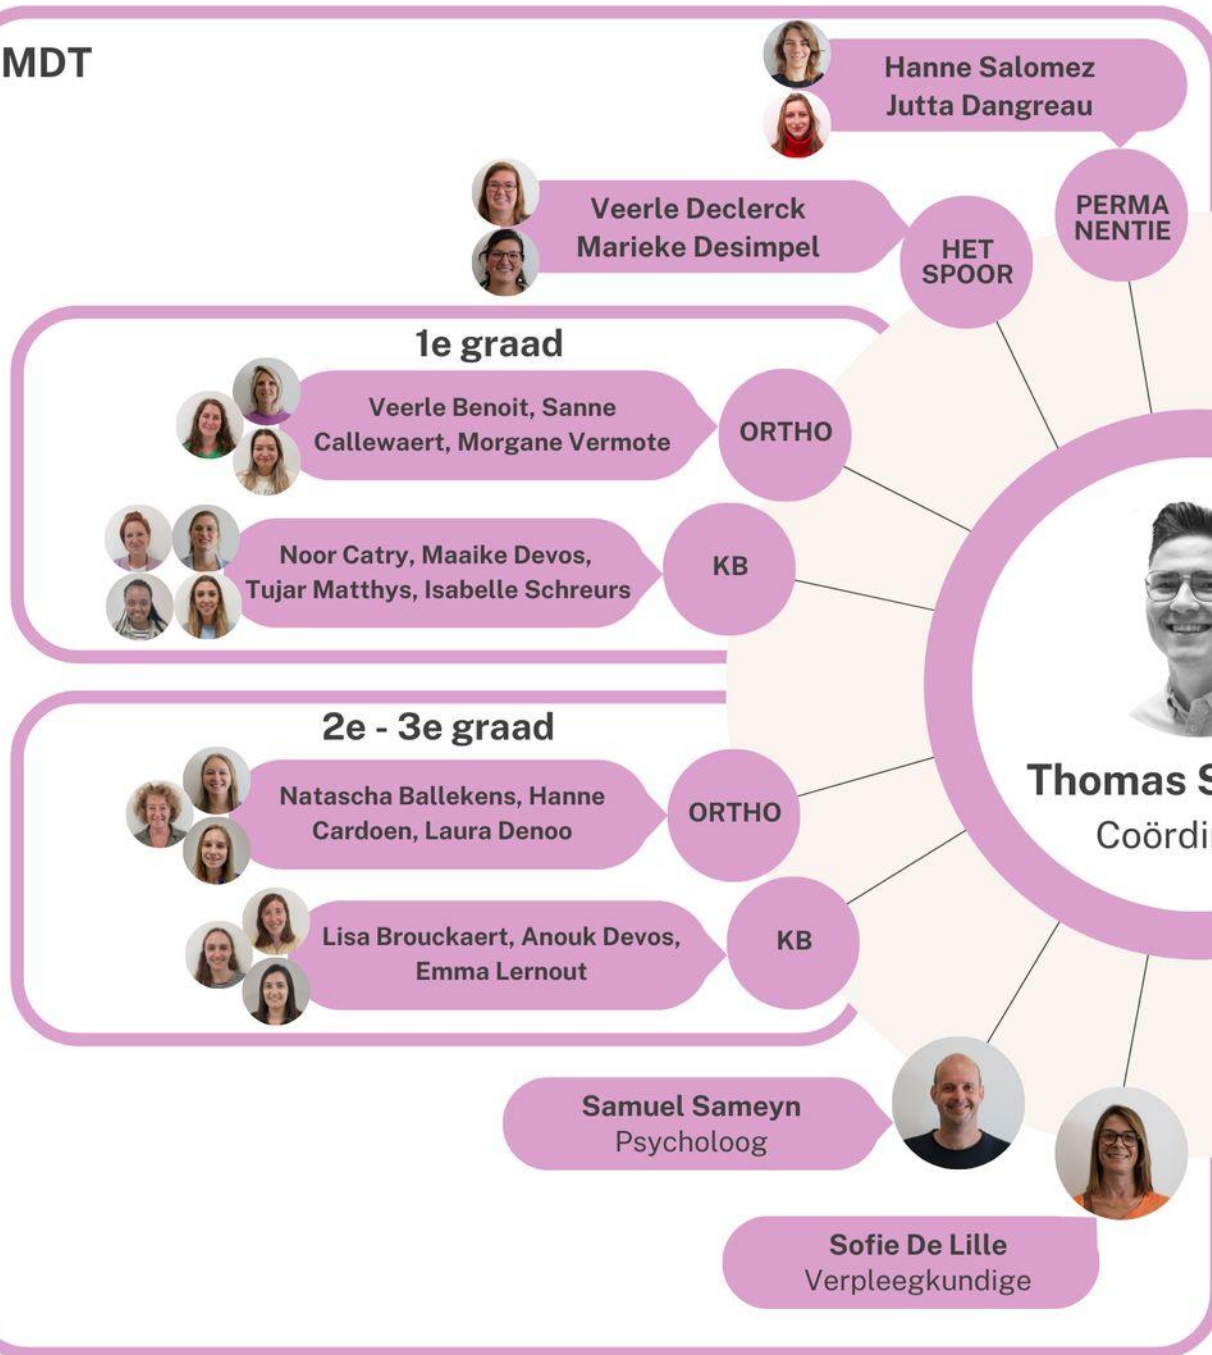 MDT
Hanne Salomez
Jutta Dangreau
PERMA
NENTIE
Veerle Declerck
Marieke Desimpel
HET
SPOOR
1e graad
Veerle Benoit, Sanne
Callewaert, Morgane Vermote
ORTHO
Noor Catry, Maaike Devos,
Tujar Matthys, Isabelle Schreurs
KB
2e - 3e graad
Natascha Ballekens, Hanne
Cardoen, Laura Denoo
ORTHO
Lisa Brouckaert, Anouk Devos,
Emma Lernout
KB
Thomas S
Coördi
Samuel Sameyn
Psycholoog
Sofie De Lille
Verpleegkundige